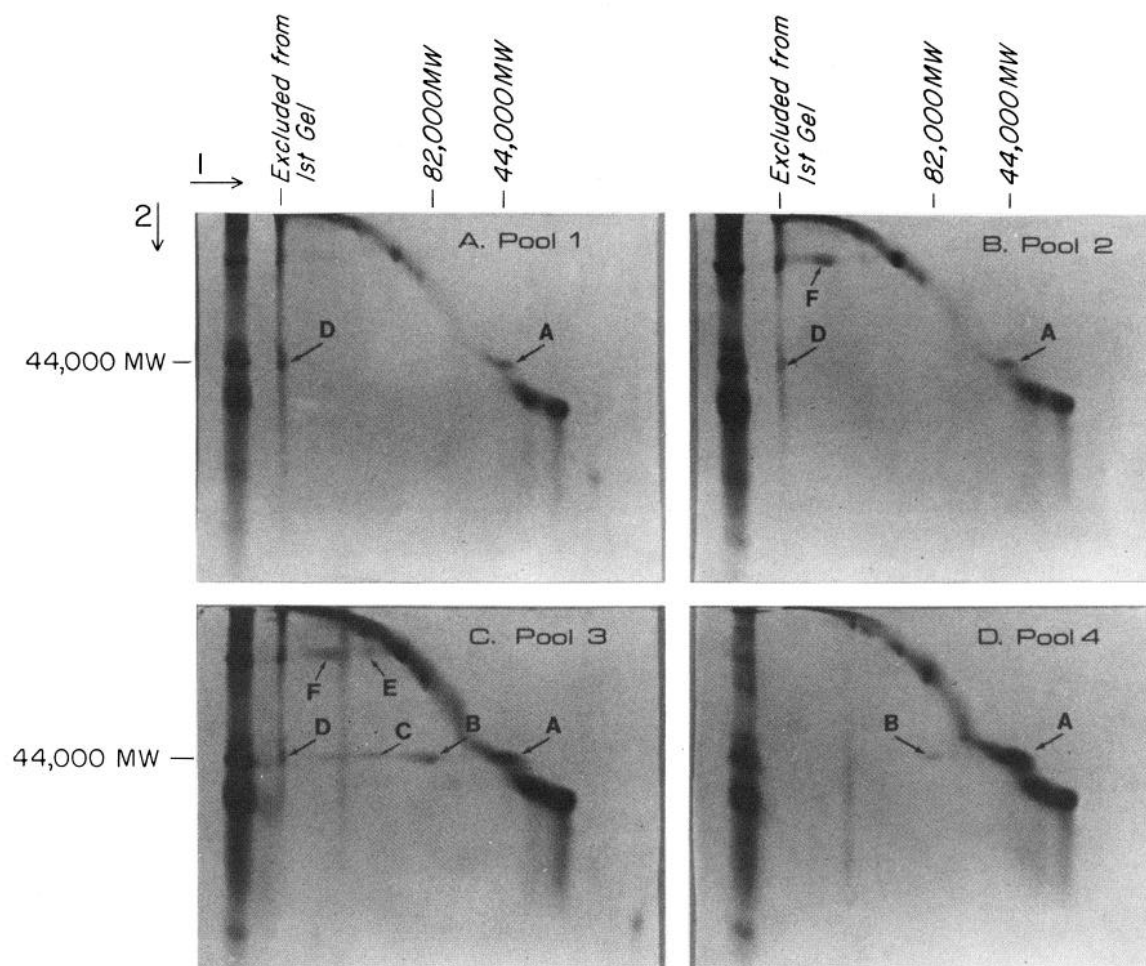 Excluded from
1st Gel
82,000MW
44,000MW
Excluded from
1st Gel
82,000MW
44,000MW
1
2
A. Pool 1
D
A
44,000 MW
B. Pool 2
F
D
A
C. Pool 3
F
E
D
C
B
A
44,000 MW
D. Pool 4
B
A